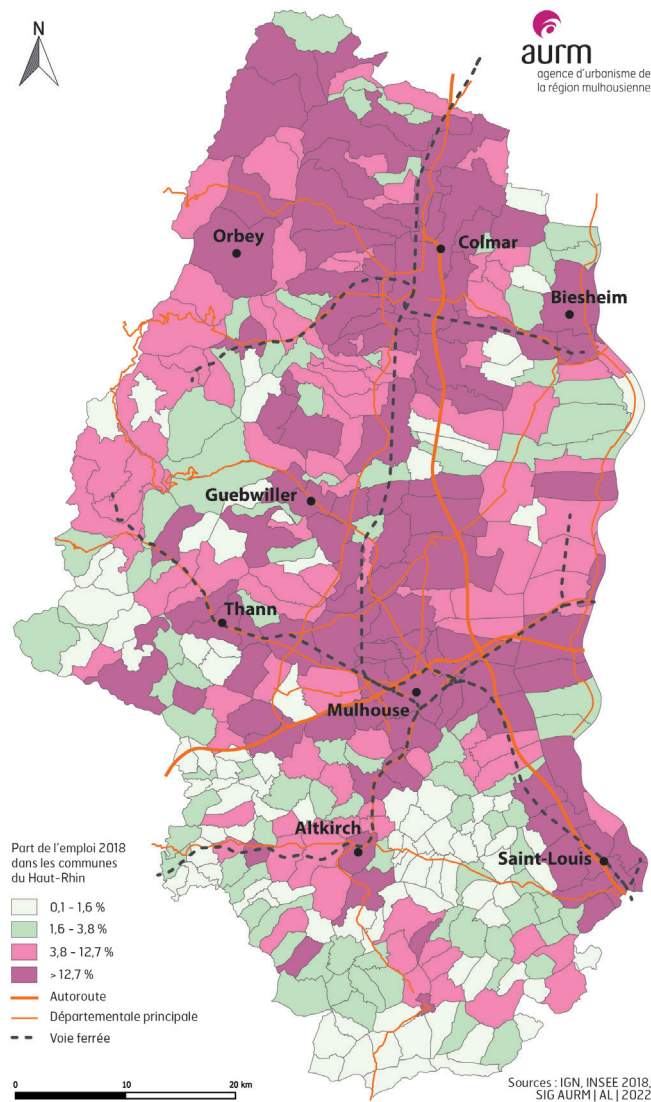 N
aurm
agence d'urbanisme de
la région mulhousienne
Orbey
Colmar
Biesheim
Guebwiller
Thann
Mulhouse
Altkirch
Saint-Louis
Part de l'emploi 2018
dans les communes
du Haut-Rhin
0,1 – 1,6 %
1,6 – 3,8 %
3,8 – 12,7 %
> 12,7 %
Autoroute
Départementale principale
Voie ferrée
0 10 20 km
Sources : IGN, INSEE 2018,
SIG AURM | AL | 2022